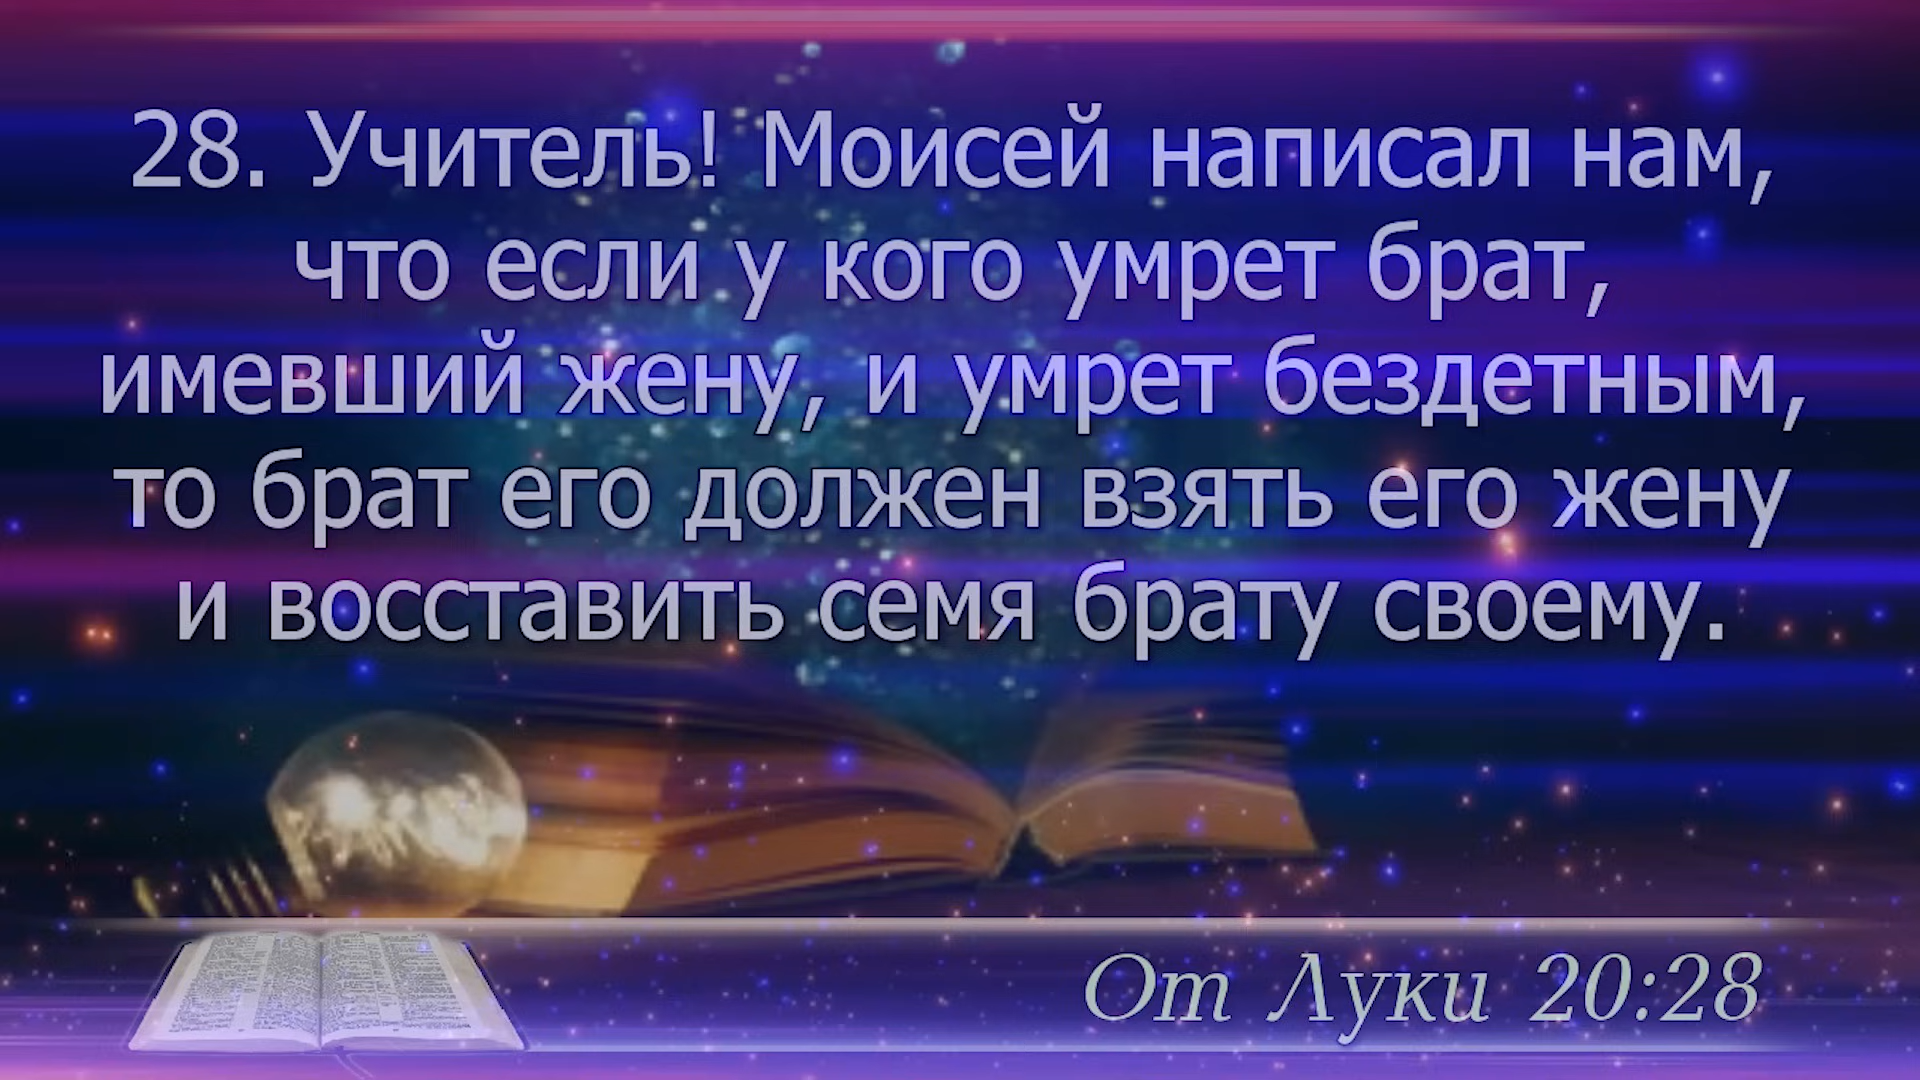 28. Учитель! Моисей написал нам,
что если у кого умрет брат,
имевший жену, и умрет бездетным,
то брат его должен взять его жену
и восставить семя брату своему.
От Луки 20:28